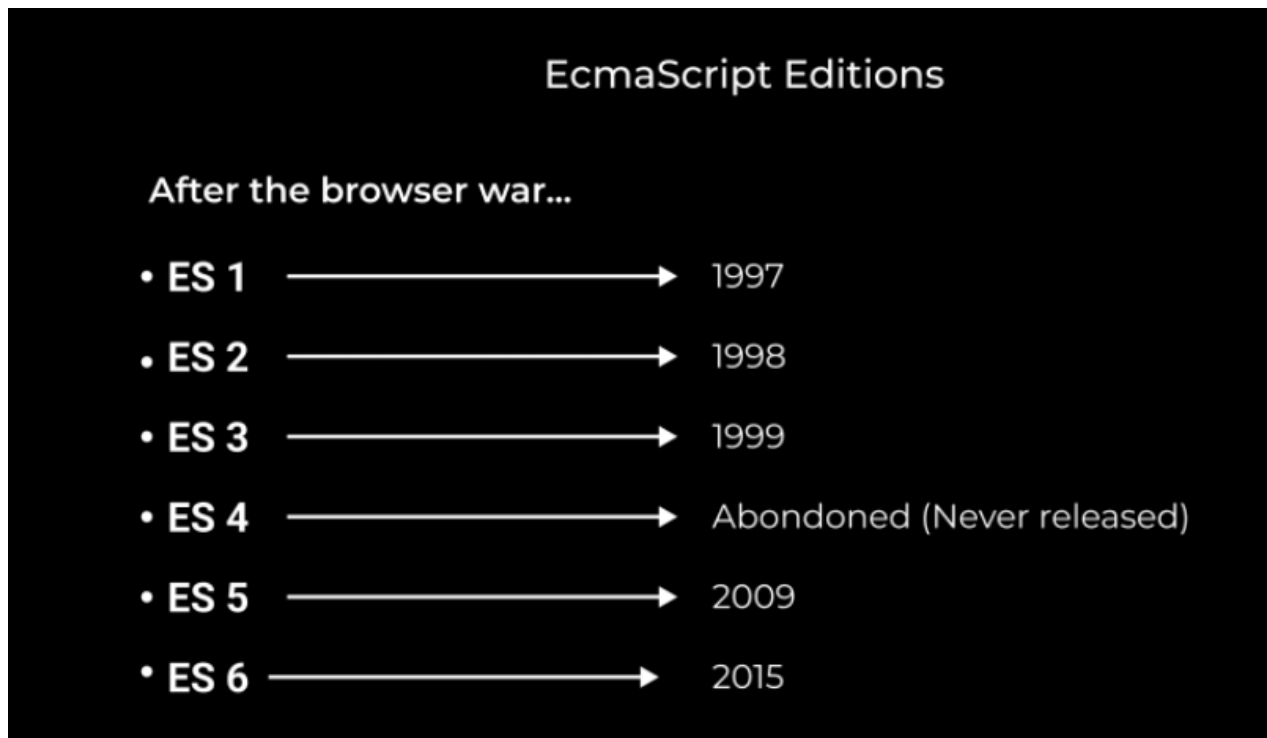 EcmaScript Editions
After the browser war...
• ES 1 1997
• ES 2 1998
• ES 3 1999
• ES 4 Abondoned (Never released)
• ES 5 2009
• ES 6 2015